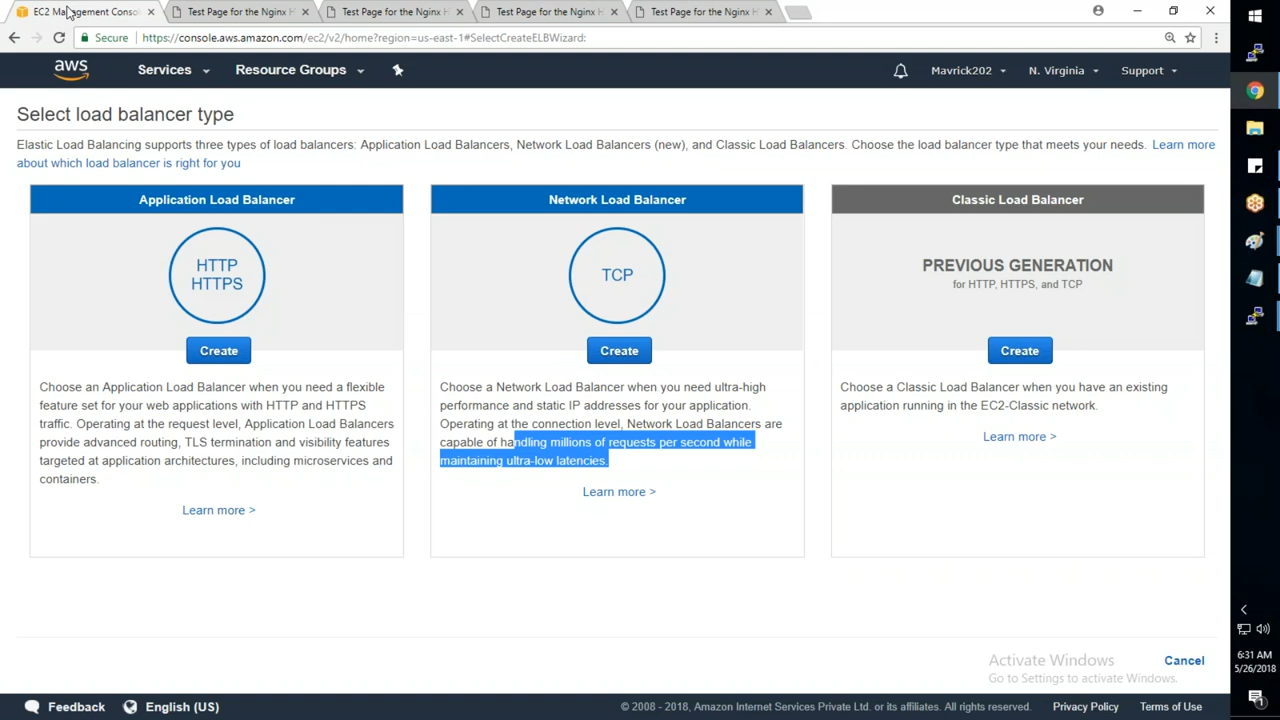 EC2 Management Conso
Test Page for the Nginx H
Test Page for the Nginx H
Test Page for the Nginx H
Test Page for the Nginx H
Secure
https://console.aws.amazon.com/ec2/v2/home?region=us-east-1#SelectCreateELBWizard:
aws
Services
Resource Groups
Mavrick202
N. Virginia
Support
Select load balancer type
Elastic Load Balancing supports three types of load balancers: Application Load Balancers, Network Load Balancers (new), and Classic Load Balancers. Choose the load balancer type that meets your needs. Learn more
about which load balancer is right for you
Application Load Balancer
HTTP
HTTPS
Create
Choose an Application Load Balancer when you need a flexible
feature set for your web applications with HTTP and HTTPS
traffic. Operating at the request level, Application Load Balancers
provide advanced routing, TLS termination and visibility features
targeted at application architectures, including microservices and
containers.
Learn more >
Network Load Balancer
TCP
Create
Choose a Network Load Balancer when you need ultra-high
performance and static IP addresses for your application.
Operating at the connection level, Network Load Balancers are
capable of handling millions of requests per second while
maintaining ultra-low latencies.
Learn more >
Classic Load Balancer
PREVIOUS GENERATION
for HTTP, HTTPS, and TCP
Create
Choose a Classic Load Balancer when you have an existing
application running in the EC2-Classic network.
Learn more >
Activate Windows
Go to Settings to activate Windows.
Cancel
Feedback
English (US)
© 2008 - 2018, Amazon Internet Services Private Ltd. or its affiliates. All rights reserved.
Privacy Policy
Terms of Use
6:31 AM
5/26/2018
1